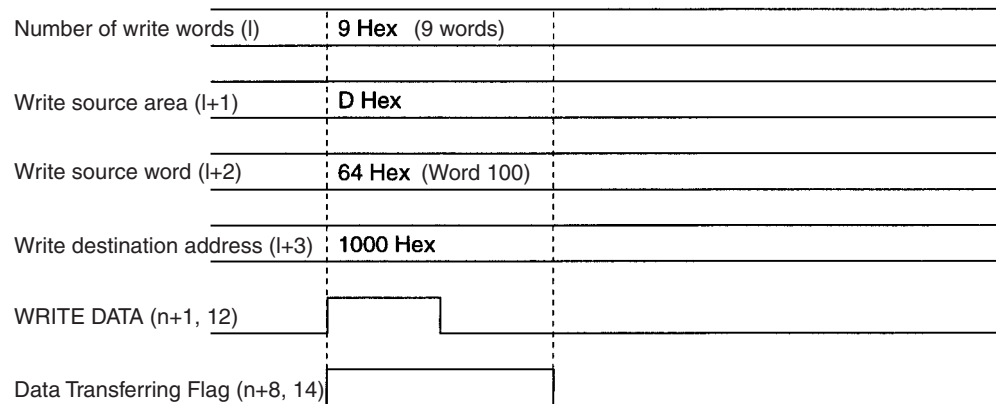 Number of write words (l) 9 Hex (9 words)
Write source area (l+1) D Hex
Write source word (l+2) 64 Hex (Word 100)
Write destination address (l+3) 1000 Hex
WRITE DATA (n+1, 12)
Data Transferring Flag (n+8, 14)